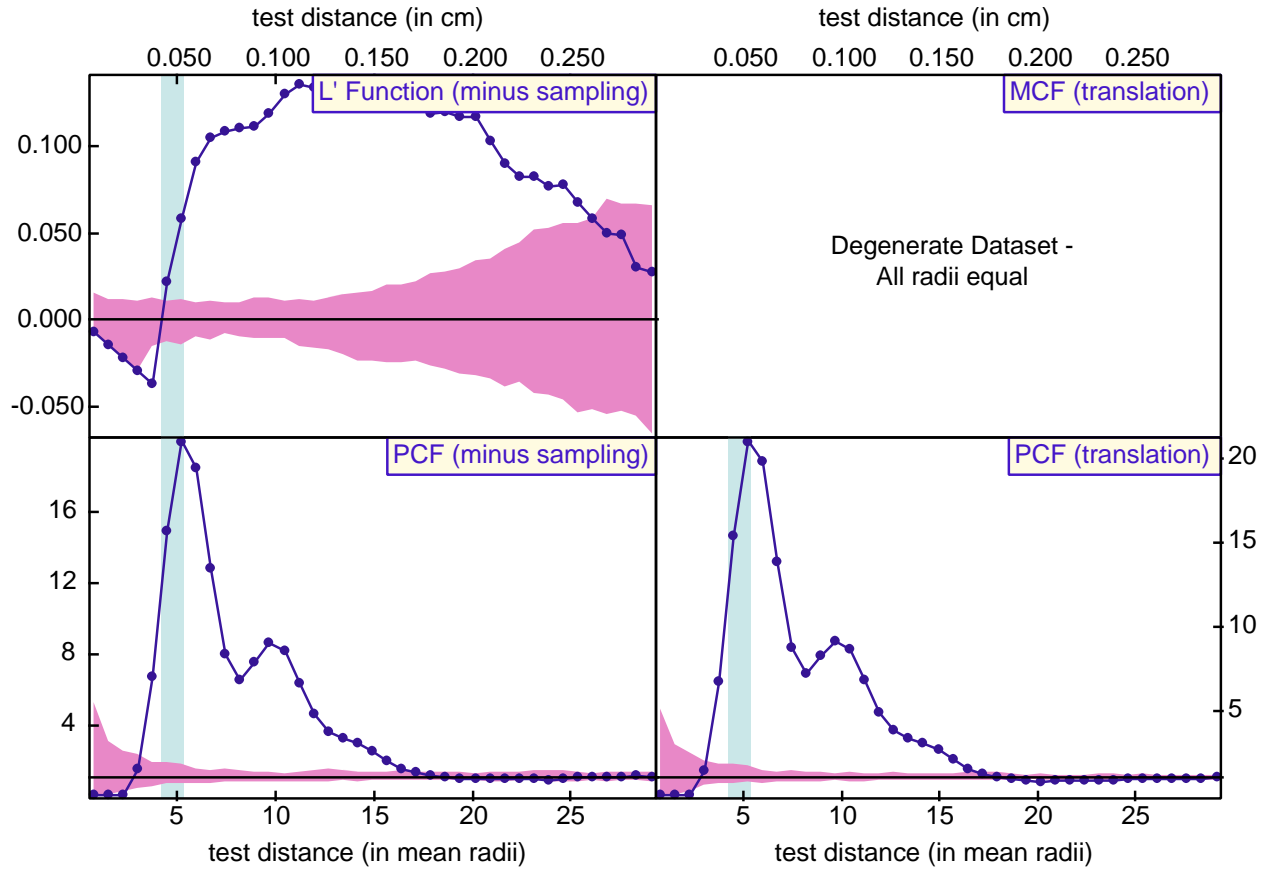 test distance (in cm) test distance (in cm)
0.050 0.100 0.150 0.200 0.250 0.050 0.100 0.150 0.200 0.250
L' Function (minus sampling) MCF (translation)
0.100
0.050
0.000
-0.050
Degenerate Dataset -
All radii equal
PCF (minus sampling) PCF (translation)
16
12
8
4
20
15
10
5
5 10 15 20 25 5 10 15 20 25
test distance (in mean radii) test distance (in mean radii)